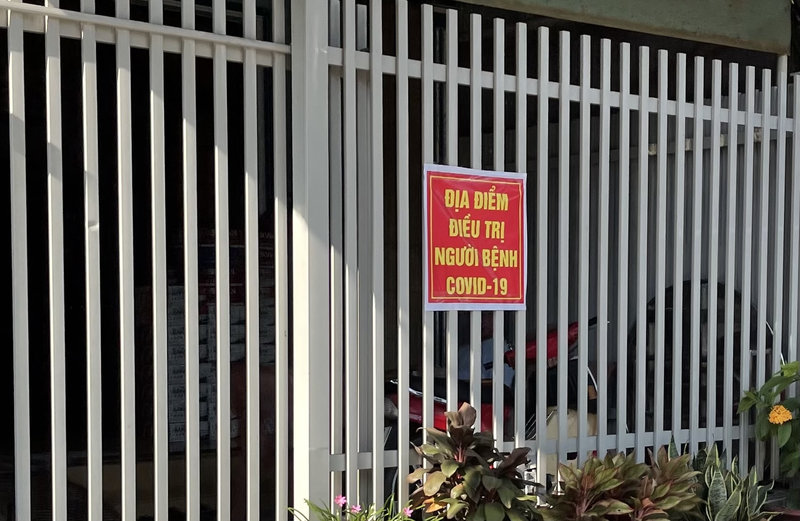 ĐỊA ĐIỂM
ĐIỀU TRỊ
NGƯỜI BỆNH
COVID-19